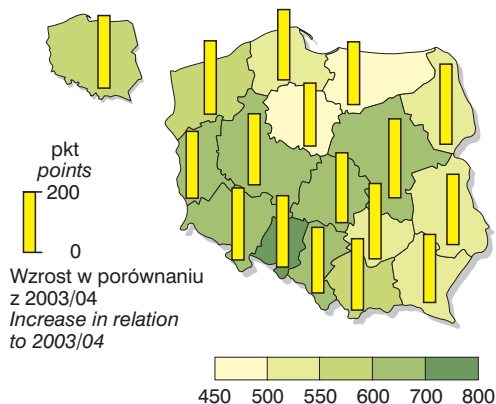 pkt
points
200
0
Wzrost w porównaniu
z 2003/04
Increase in relation
to 2003/04
450 500 550 600 700 800